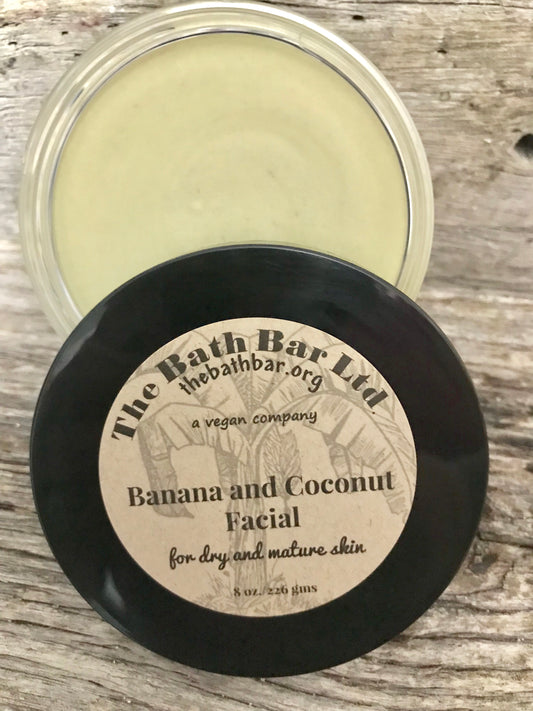 The Bath Bar Ltd.
thebathbar.org
a vegan company
Banana and Coconut
Facial
for dry and mature skin
8 oz./226 gms